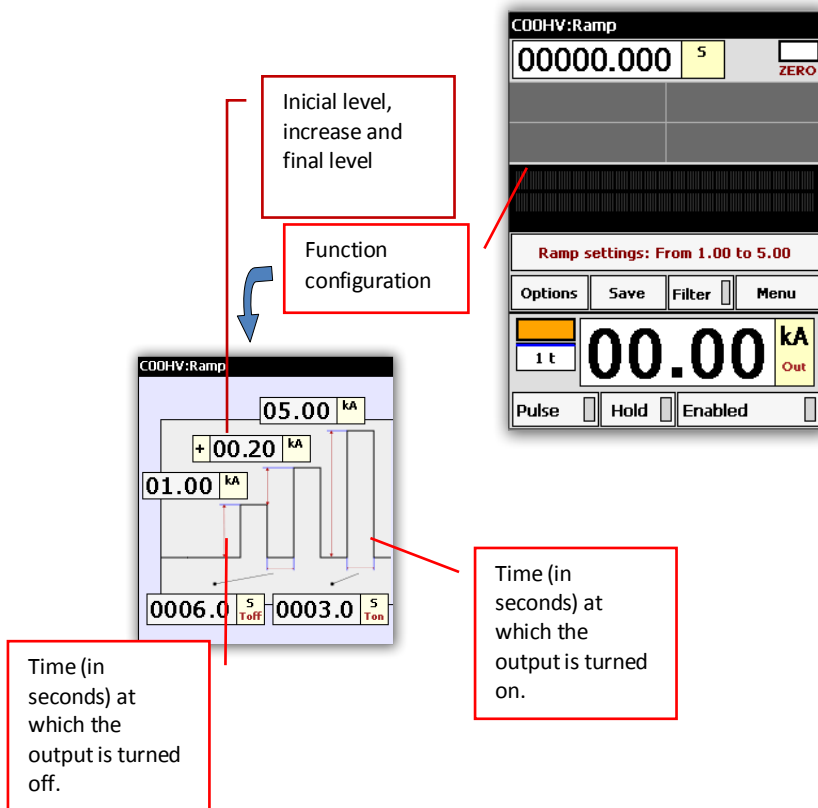 C00HV:Ramp
00000.000 S
ZERO
Ramp settings: From 1.00 to 5.00
Options Save Filter Menu
1 t 00.00 kA
Out
Pulse Hold Enabled
Inicial level,
increase and
final level
Function
configuration
C00HV:Ramp
05.00 kA
+ 00.20 kA
01.00 kA
0006.0 S Toff 0003.0 S Ton
Time (in
seconds) at
which the
output is turned
on.
Time (in
seconds) at
which the
output is turned
off.